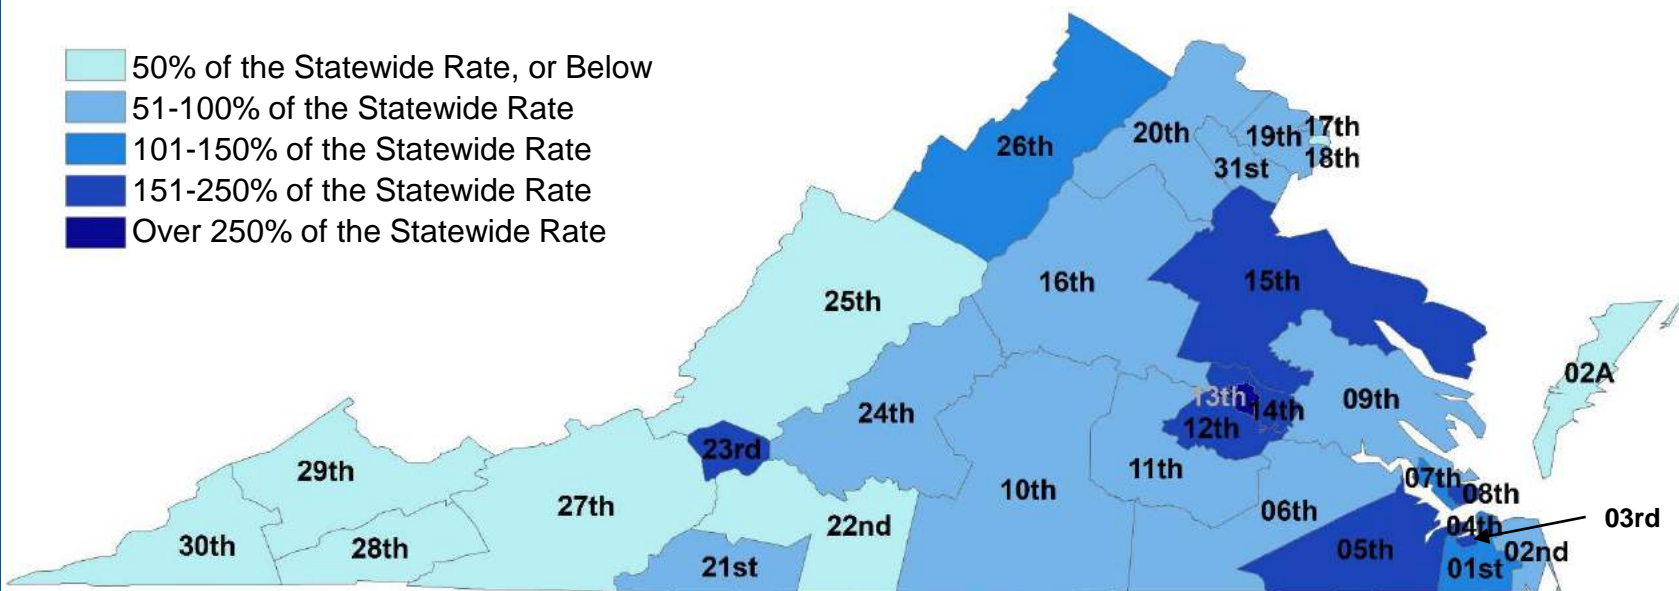 50% of the Statewide Rate, or Below
51-100% of the Statewide Rate
101-150% of the Statewide Rate
151-250% of the Statewide Rate
Over 250% of the Statewide Rate
26th
20th
19th
17th
18th
31st
25th
16th
15th
02A
24th
13th
14th
12th
09th
23rd
29th
11th
07th
08th
27th
10th
06th
03rd
30th
28th
22nd
04th
05th
02nd
21st
01st